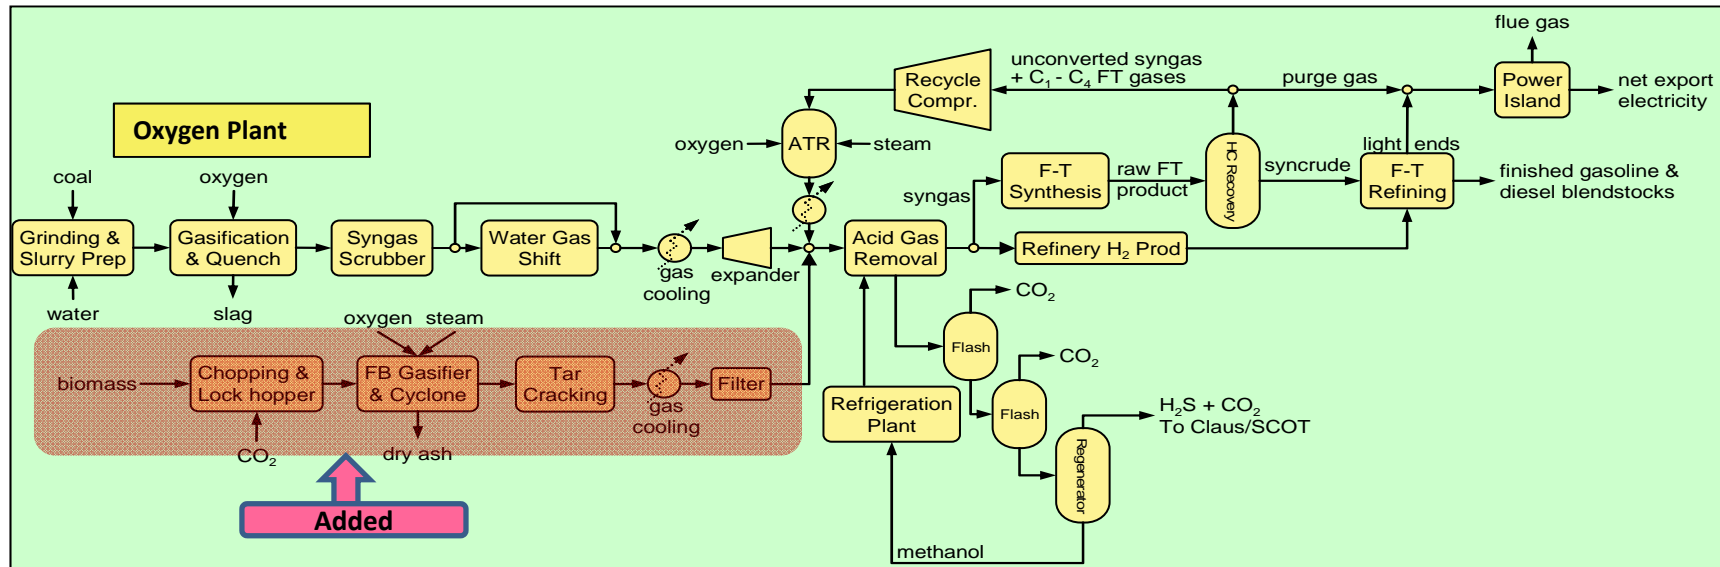 flue gas
unconverted syngas
+ C₁ - C₄ FT gases
purge gas
Recycle
Compr.
Power
Island
net export
electricity
Oxygen Plant
oxygen
ATR
steam
HC Recovery
light ends
coal
oxygen
syngas
F-T
Synthesis
raw FT
product
syncrude
F-T
Refining
finished gasoline &
diesel blendstocks
Grinding &
Slurry Prep
Gasification
& Quench
Syngas
Scrubber
Water Gas
Shift
gas
cooling
expander
Acid Gas
Removal
Refinery H₂ Prod
water
slag
CO₂
oxygen
steam
Flash
CO₂
biomass
Chopping &
Lock hopper
FB Gasifier
& Cyclone
Tar
Cracking
gas
cooling
Filter
Refrigeration
Plant
Flash
H₂S + CO₂
To Claus/SCOT
CO₂
dry ash
Regenerator
Added
methanol